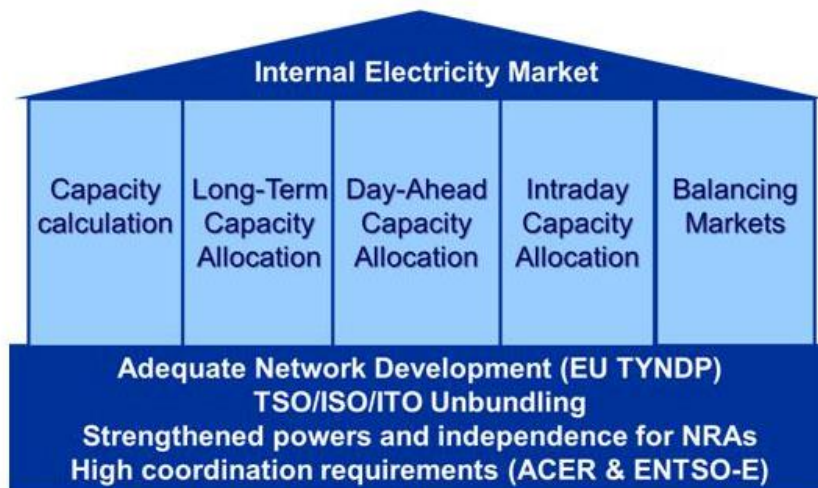 Internal Electricity Market
Capacity
calculation
Long-Term
Capacity
Allocation
Day-Ahead
Capacity
Allocation
Intraday
Capacity
Allocation
Balancing
Markets
Adequate Network Development (EU TYNDP)
TSO/ISO/ITO Unbundling
Strengthened powers and independence for NRAs
High coordination requirements (ACER & ENTSO-E)